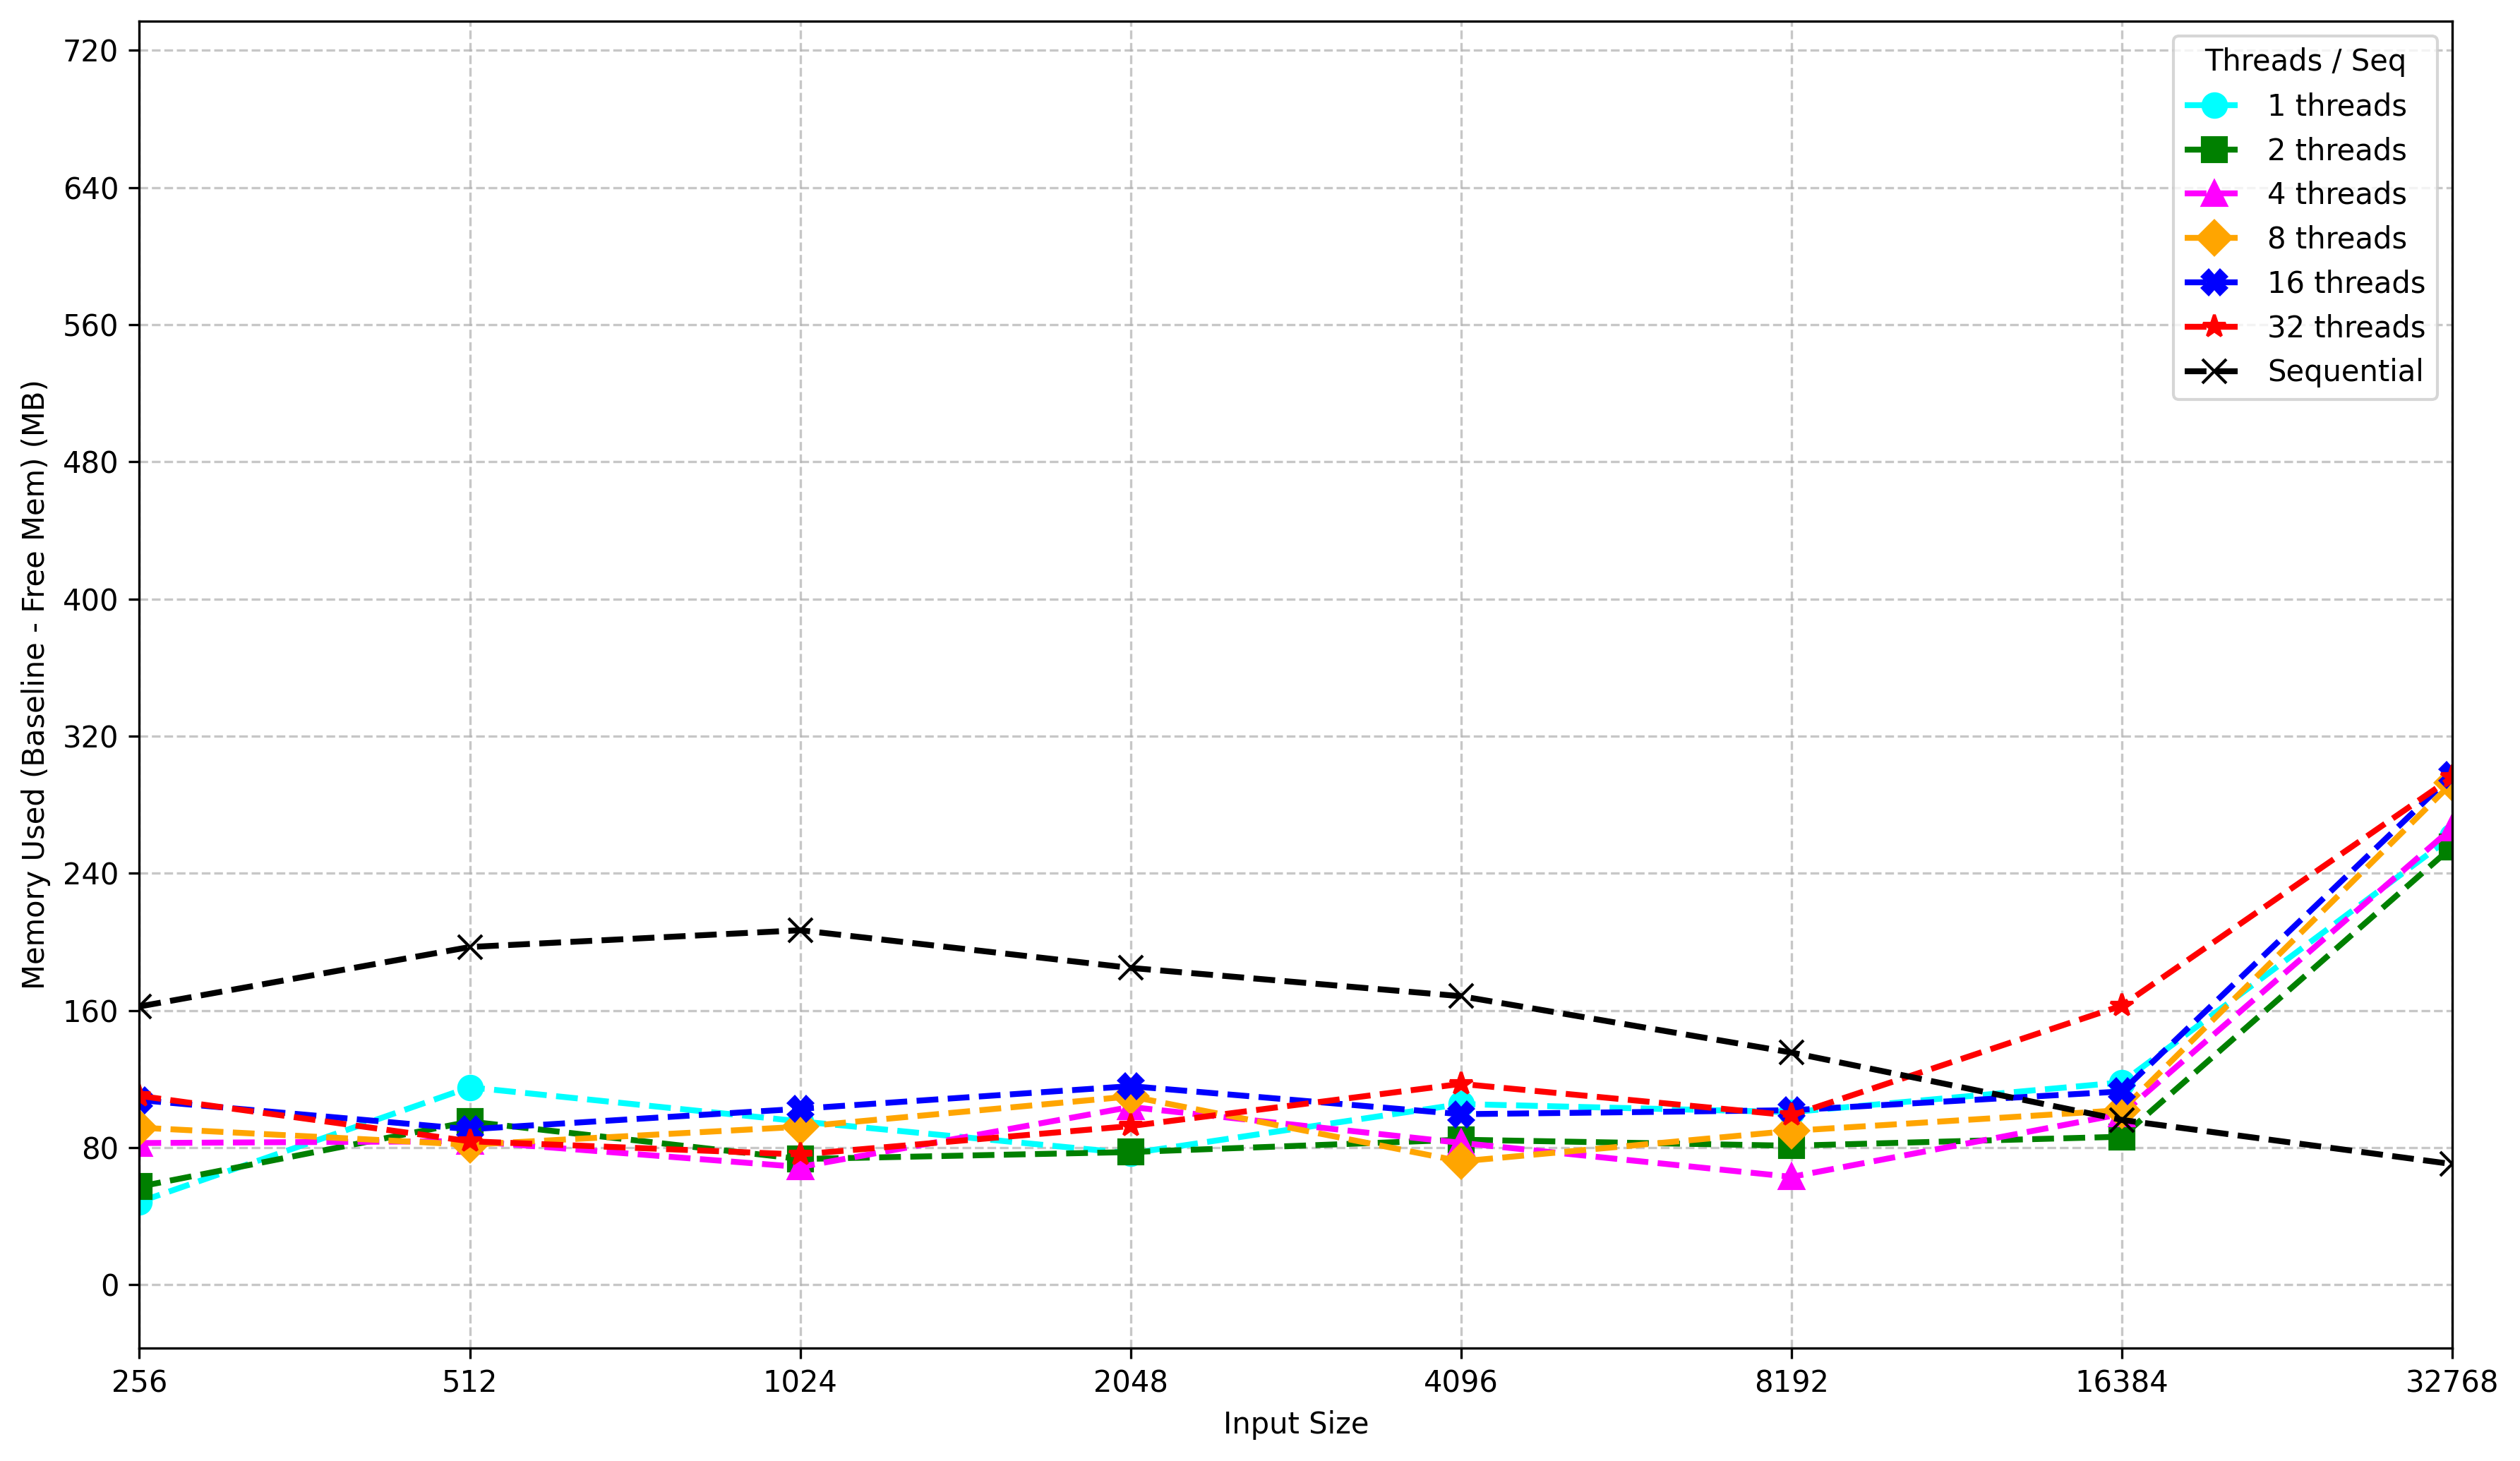 720
640
560
480
400
320
240
160
80
0
Memory Used (Baseline - Free Mem) (MB)
Threads / Seq
1 threads
2 threads
4 threads
8 threads
16 threads
32 threads
Sequential
256 512 1024 2048 4096 8192 16384 32768
Input Size